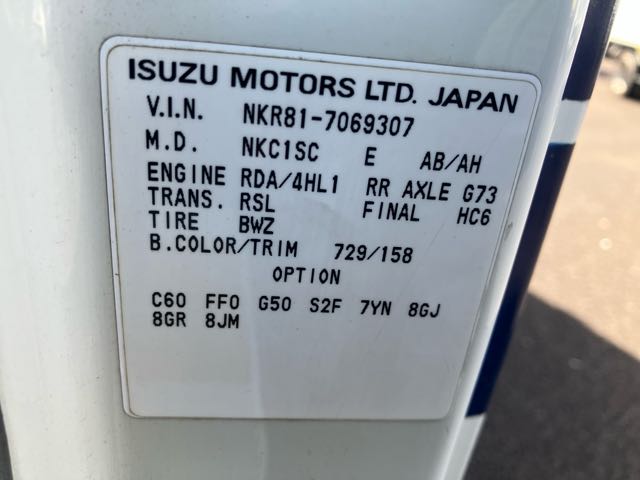 ISUZU MOTORS LTD. JAPAN
V.I.N. NKR81-7069307
M.D. NKC1SC E AB/AH
ENGINE RDA/4HL1 RR AXLE G73
TRANS. RSL FINAL HC6
TIRE BWZ
B.COLOR/TRIM 729/158
OPTION
C60 FF0 G50 S2F 7YN 8GJ
8GR 8JM